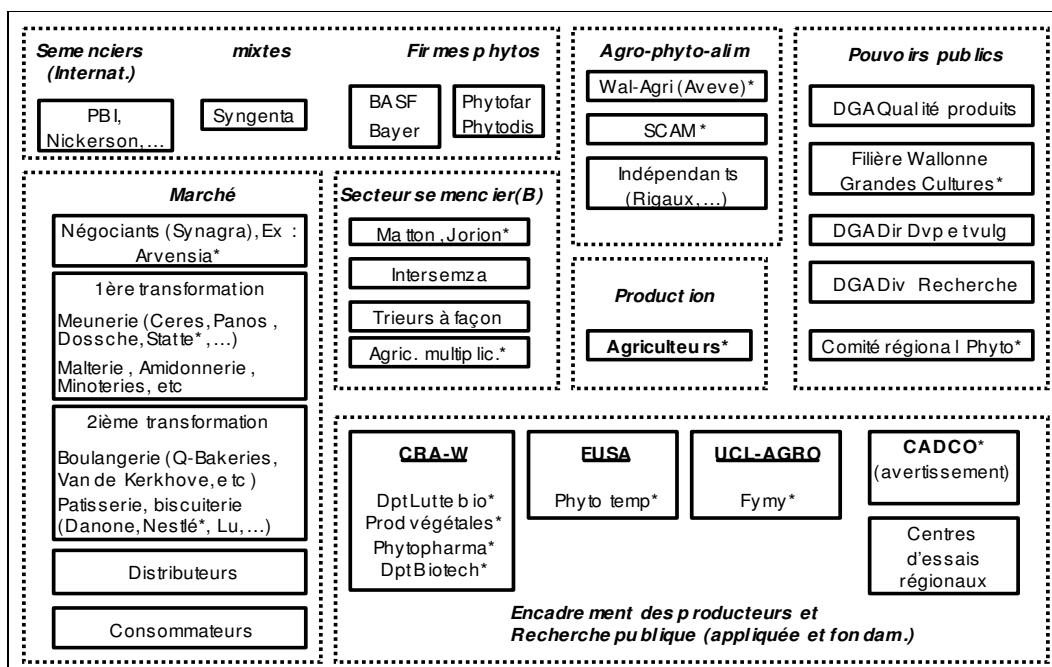 Semenciers
(Internat.)
mixtes
Firmes phytos
PBI,
Nickerson,...
Syngenta
BASF
Bayer
Phytofar
Phytodis
Agro-phyto-alim
Wal-Agri (Aveve)*
SCAM *
Indépendants
(Rigaux,...)
Pouvoirs publics
DGA Qualité produits
Filière Wallonne
Grandes Cultures*
DGA Dir Dvp et vulg
DGA Div Recherche
Comité régional Phyto*
Marché
Négociants (Synagra), Ex :
Arvensia*
1ère transformation
Meunerie (Ceres, Panos ,
Dossche, Statte* ,...)
Malterie , Amidonnerie ,
Minoteries, etc
2ième transformation
Boulangerie (Q-Bakeries,
Van de Kerkhove, etc )
Patisserie, biscuiterie
(Danone, Nestlé*, Lu,...)
Distributeurs
Consommateurs
Secteur semencier(B)
Matton , Jorion*
Intersemza
Trieurs à façon
Agric. multiplic.*
Production
Agriculteurs*
CRA-W
Dpt Lutte bio*
Prod végétales*
Phytopharma*
Dpt Biotech*
FUSA
Phyto temp*
UCL-AGRO
Fymy*
CADCO*
(avertissement)
Centres
d'essais
régionaux
Encadrement des producteurs et
Recherche publique (appliquée et fondam.)